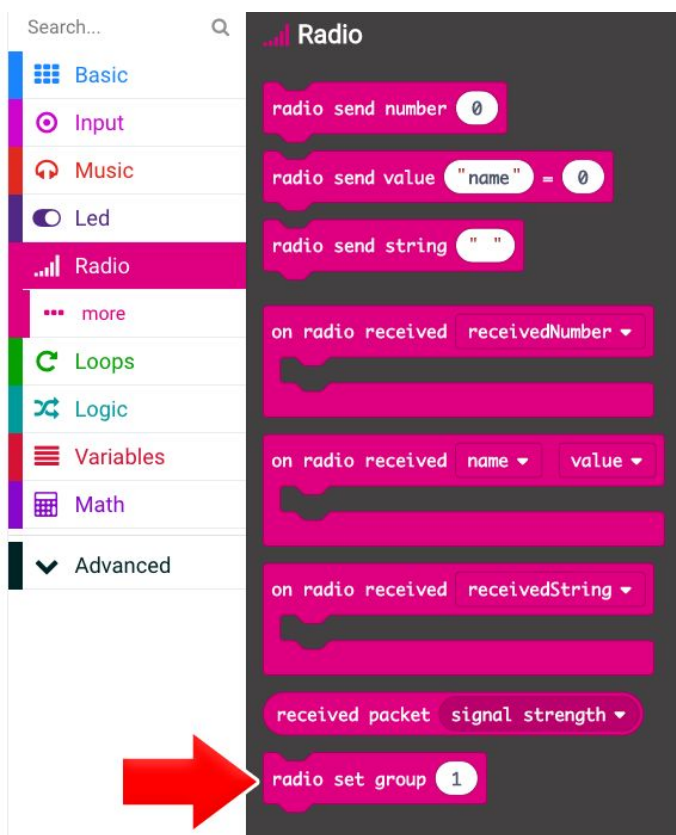 Search...
Basic
Input
Music
Led
Radio
more
Loops
Logic
Variables
Math
Advanced
Radio
radio send number 0
radio send value "name" = 0
radio send string " "
on radio received receivedNumber
on radio received name value
on radio received receivedString
received packet signal strength
radio set group 1